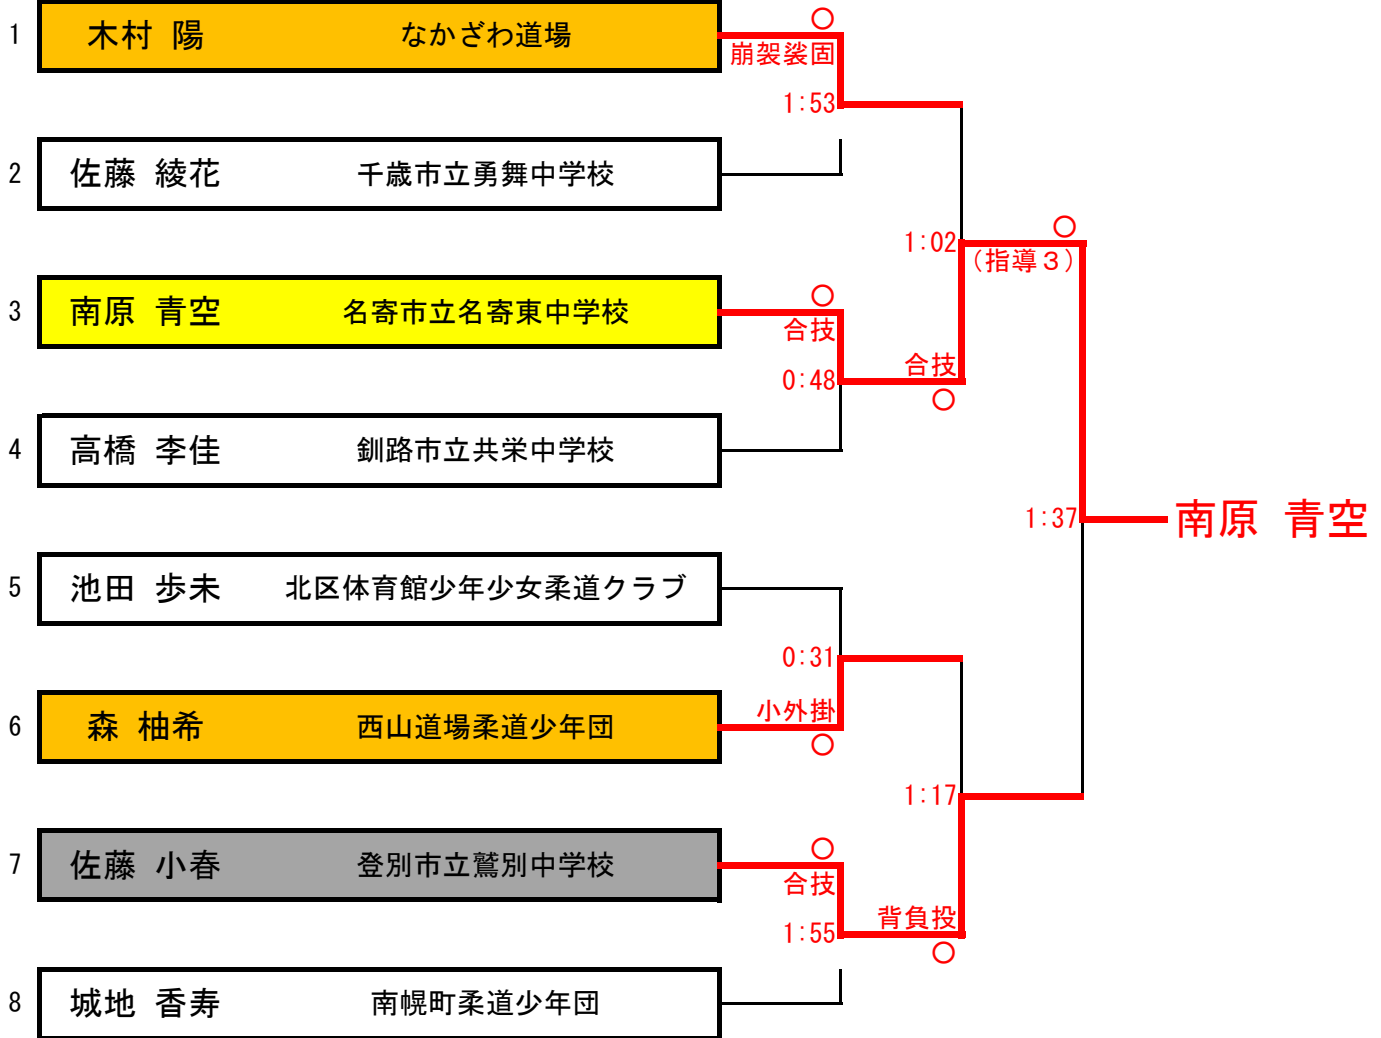 1 木村 陽 なかざわ道場
○
崩袈裟固
1:53
2 佐藤 綾花 千歳市立勇舞中学校
1:02
○
(指導３)
3 南原 青空 名寄市立名寄東中学校
○
合技
0:48
合技
○
4 高橋 李佳 釧路市立共栄中学校
1:37
南原 青空
5 池田 歩未 北区体育館少年少女柔道クラブ
0:31
6 森 柚希 西山道場柔道少年団
小外掛
○
1:17
7 佐藤 小春 登別市立鷲別中学校
○
合技
1:55
背負投
○
8 城地 香寿 南幌町柔道少年団